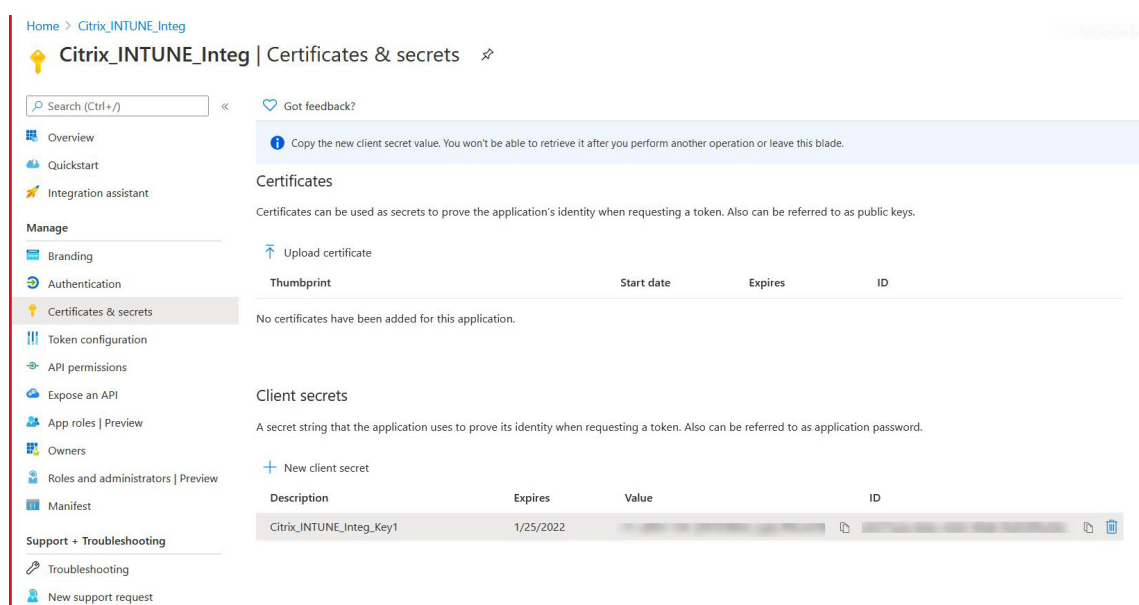 Home > Citrix_INTUNE_Integ
Citrix_INTUNE_Integ | Certificates & secrets
Search (Ctrl+/)
«
Overview
Quickstart
Integration assistant
Manage
Branding
Authentication
Certificates & secrets
Token configuration
API permissions
Expose an API
App roles | Preview
Owners
Roles and administrators | Preview
Manifest
Support + Troubleshooting
Troubleshooting
New support request
Got feedback?
Copy the new client secret value. You won't be able to retrieve it after you perform another operation or leave this blade.
Certificates
Certificates can be used as secrets to prove the application's identity when requesting a token. Also can be referred to as public keys.
Upload certificate
Thumbprint Start date Expires ID
No certificates have been added for this application.
Client secrets
A secret string that the application uses to prove its identity when requesting a token. Also can be referred to as application password.
New client secret
Description Expires Value ID
Citrix_INTUNE_Integ_Key1 1/25/2022